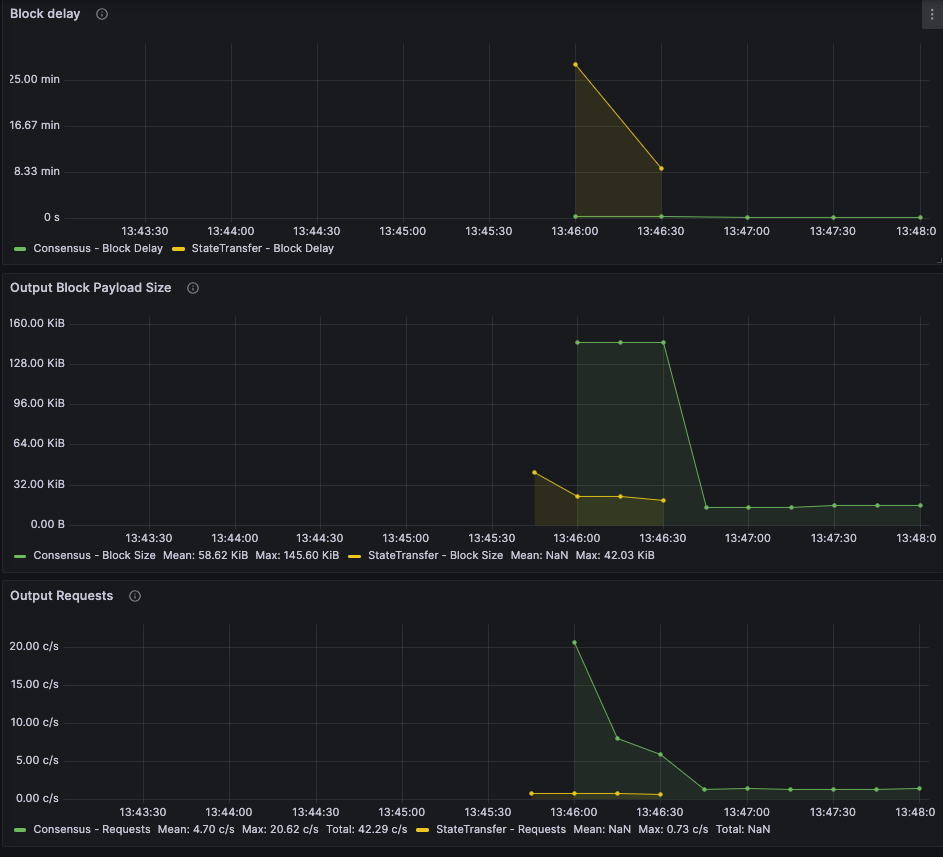 Block delay
25.00 min
16.67 min
8.33 min
0 s
13:43:30 13:44:00 13:44:30 13:45:00 13:45:30 13:46:00 13:46:30 13:47:00 13:47:30 13:48:0
Consensus - Block Delay StateTransfer - Block Delay
Output Block Payload Size
160.00 KiB
128.00 KiB
96.00 KiB
64.00 KiB
32.00 KiB
0.00 B
13:43:30 13:44:00 13:44:30 13:45:00 13:45:30 13:46:00 13:46:30 13:47:00 13:47:30 13:48:0
Consensus - Block Size Mean: 58.62 KiB Max: 145.60 KiB StateTransfer - Block Size Mean: NaN Max: 42.03 KiB
Output Requests
20.00 c/s
15.00 c/s
10.00 c/s
5.00 c/s
0.00 c/s
13:43:30 13:44:00 13:44:30 13:45:00 13:45:30 13:46:00 13:46:30 13:47:00 13:47:30 13:48:0
Consensus - Requests Mean: 4.70 c/s Max: 20.62 c/s Total: 42.29 c/s StateTransfer - Requests Mean: NaN Max: 0.73 c/s Total: NaN